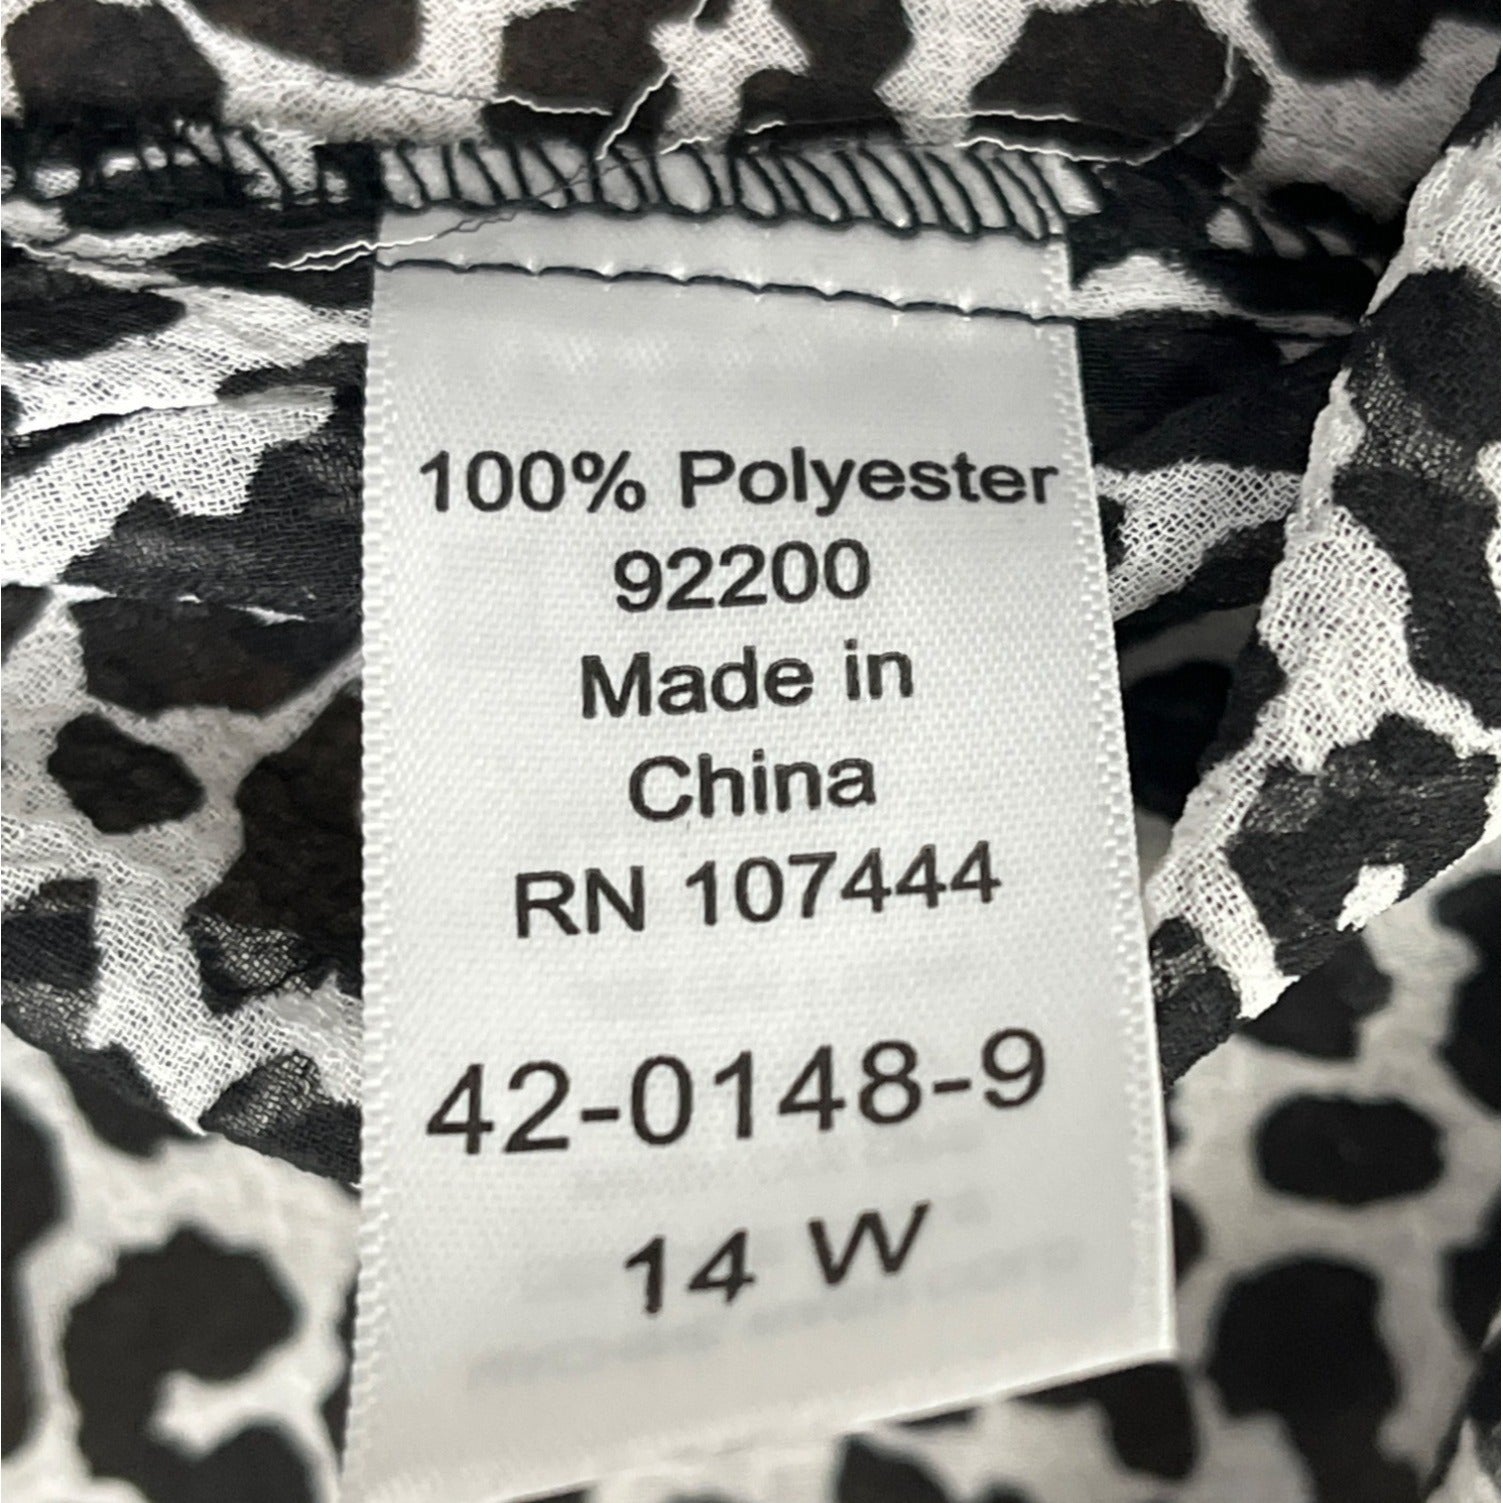 100% Polyester
92200
Made in
China
RN 107444
42-0148-9
14 W